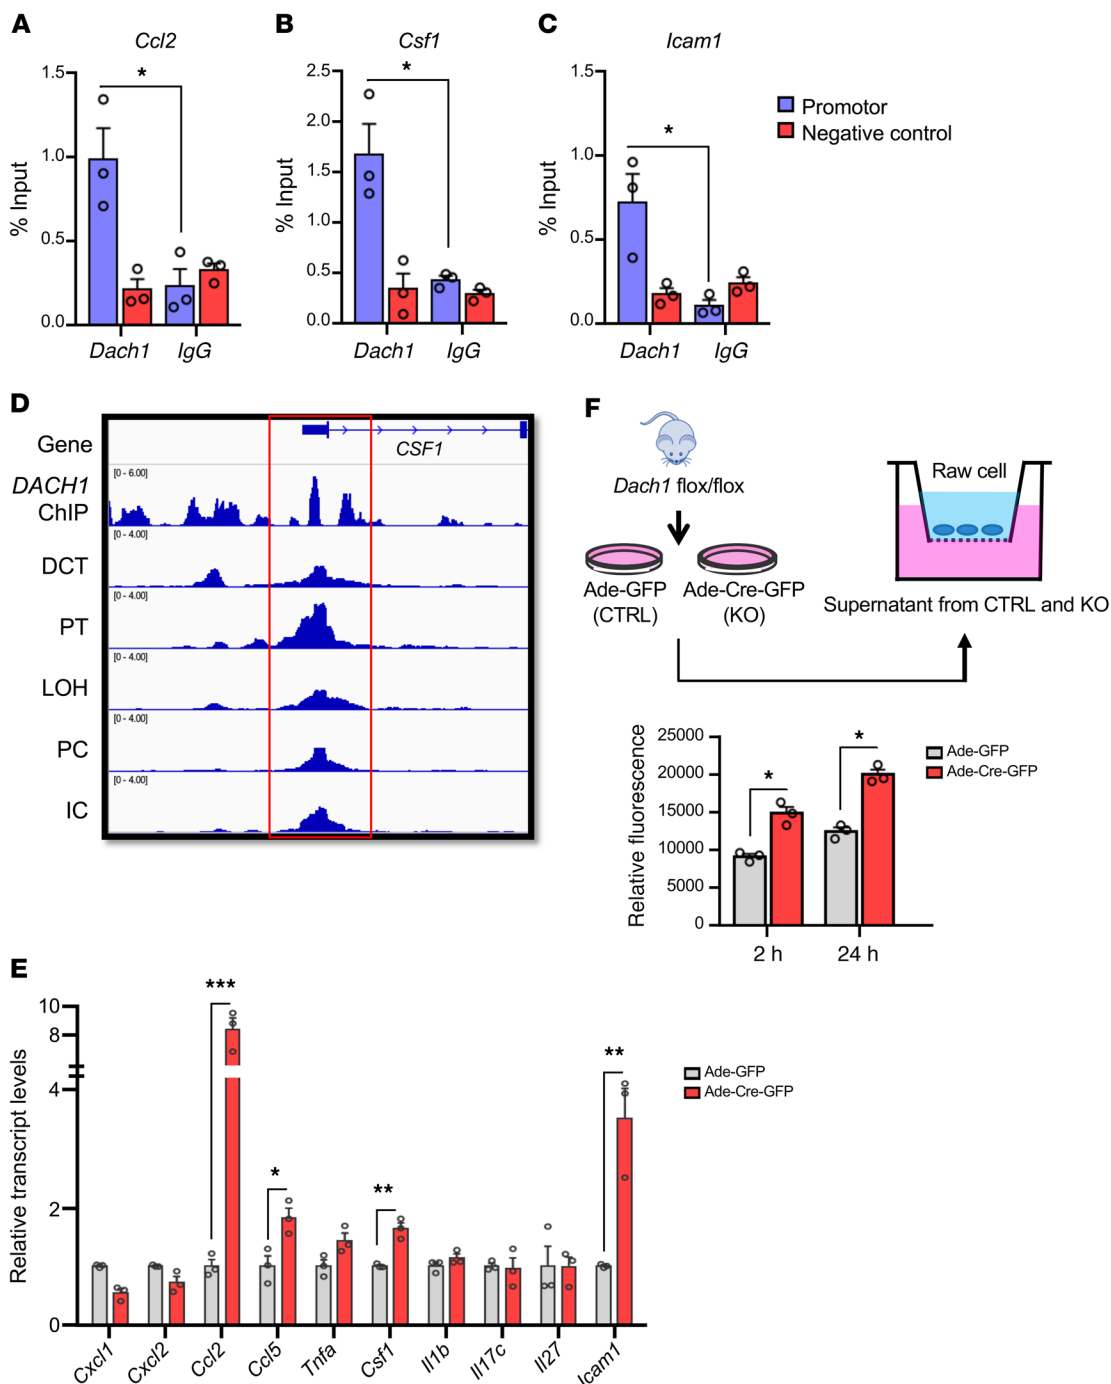 A
Ccl2
*
1.5
1.0
0.5
0.0
% Input
Dach1 IgG
B
Csf1
*
2.5
2.0
1.5
1.0
0.5
0.0
% Input
Dach1 IgG
C
Icam1
*
1.5
1.0
0.5
0.0
% Input
Dach1 IgG
Promotor
Negative control
D
Gene
CSF1
DACH1
ChIP
[0 - 6.00]
DCT
[0 - 4.00]
PT
[0 - 4.00]
LOH
[0 - 4.00]
PC
[0 - 4.00]
IC
[0 - 4.00]
F
Dach1 flox/flox
Ade-GFP
(CTRL)
Ade-Cre-GFP
(KO)
Raw cell
Supernatant from CTRL and KO
Relative fluorescence
25000
20000
15000
10000
5000
0
*
*
2 h 24 h
Ade-GFP
Ade-Cre-GFP
E
Relative transcript levels
10
8
4
2
0
***
*
**
**
Ade-GFP
Ade-Cre-GFP
Cxcl1 Cxcl2 Ccl2 Ccl5 Tnfa Csf1 Il1b Il17c Il27 Icam1